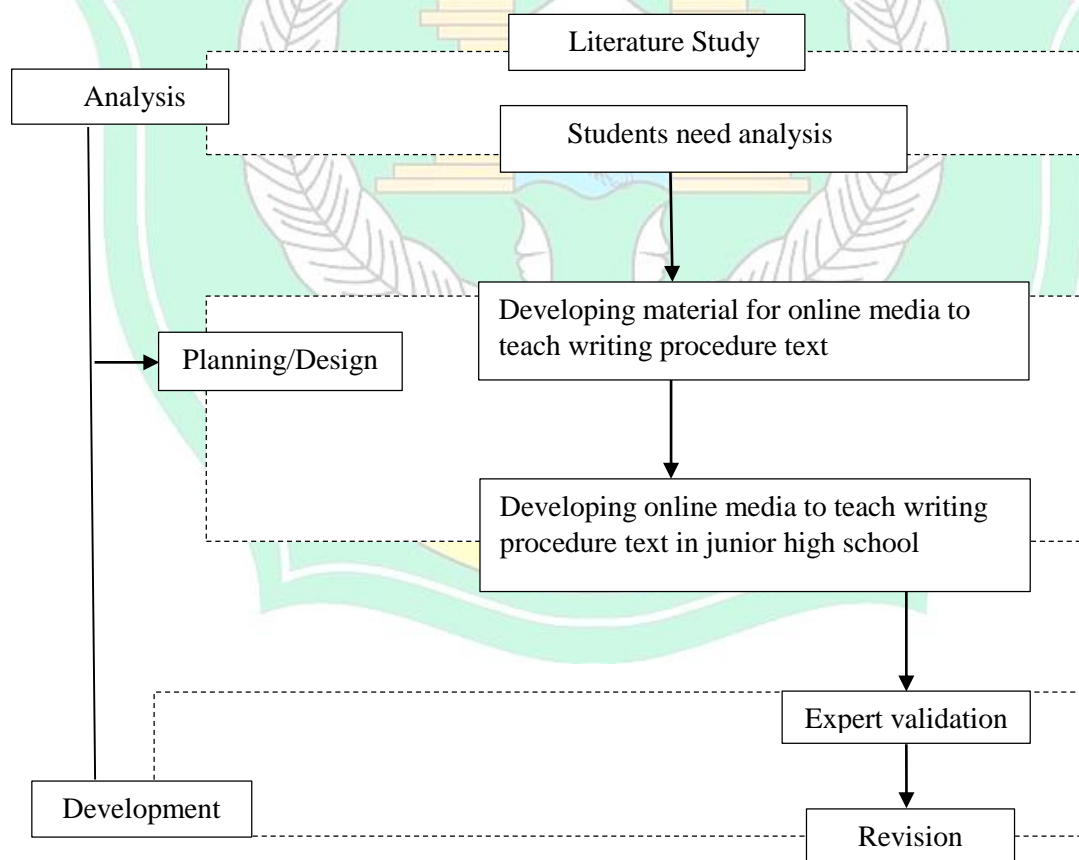 Literature Study
Analysis
Students need analysis
Developing material for online media to
teach writing procedure text
Planning/Design
Developing online media to teach writing
procedure text in junior high school
Expert validation
Development
Revision